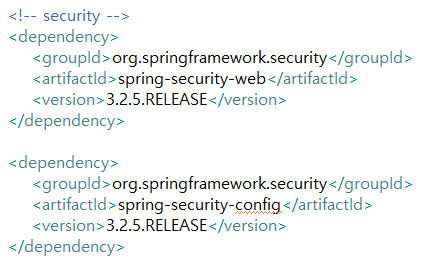 <!-- security -->
<dependency>
<groupId>org.springframework.security</groupId>
<artifactId>spring-security-web</artifactId>
<version>3.2.5.RELEASE</version>
</dependency>
<dependency>
<groupId>org.springframework.security</groupId>
<artifactId>spring-security-config</artifactId>
<version>3.2.5.RELEASE</version>
</dependency>